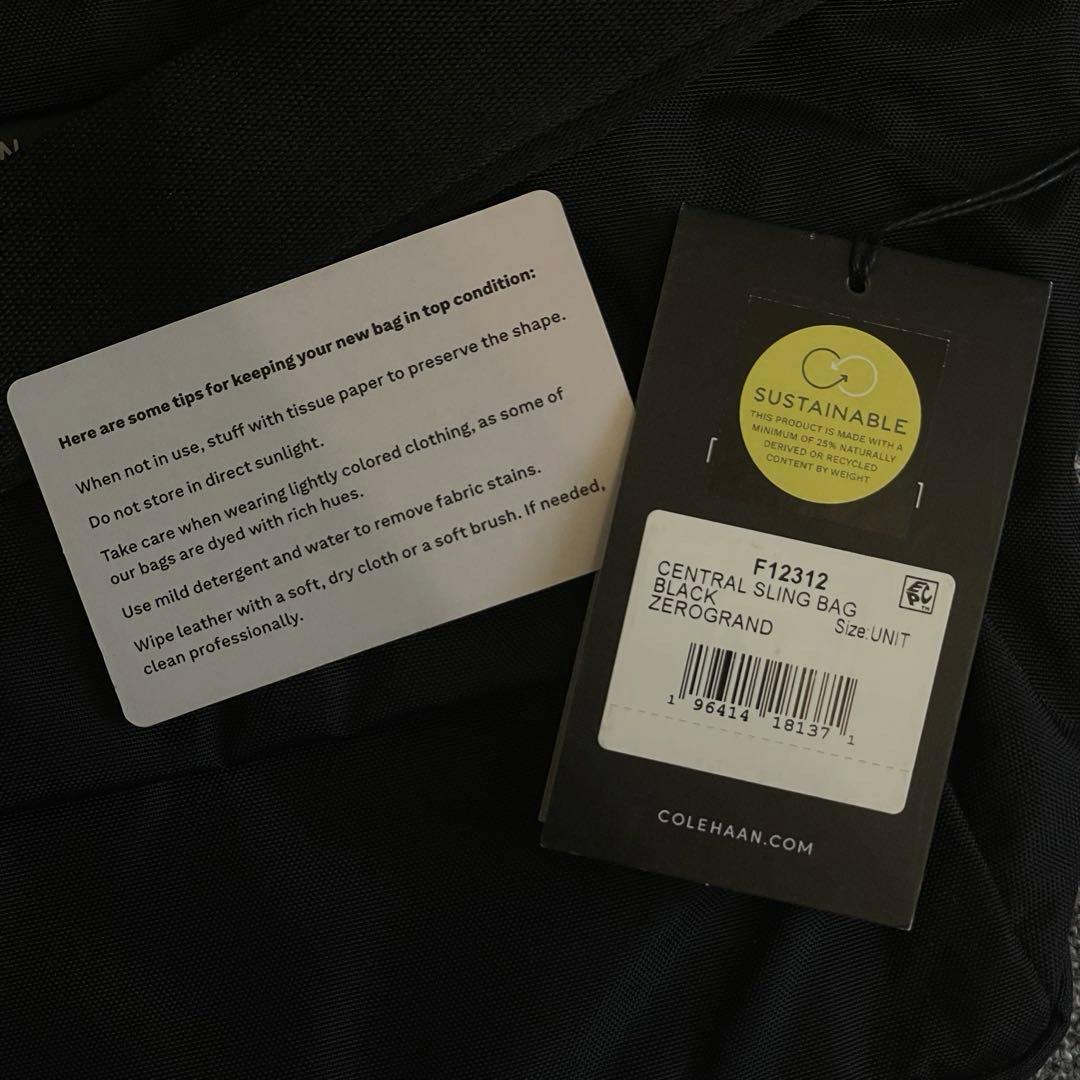 Here are some tips for keeping your new bag in top condition:
When not in use, stuff with tissue paper to preserve the shape.
Do not store in direct sunlight.
Take care when wearing lightly colored clothing, as some of
our bags are dyed with rich hues.
Use mild detergent and water to remove fabric stains.
Wipe leather with a soft, dry cloth or a soft brush. If needed,
clean professionally.
SUSTAINABLE
THIS PRODUCT IS MADE WITH A
MINIMUM OF 25% NATURALLY
DERIVED OR RECYCLED
CONTENT BY WEIGHT
F12312
CENTRAL SLING BAG
BLACK
ZEROGRAND
Size:UNIT
EPC TM
1 96414 18137 1
COLEHAAN.COM